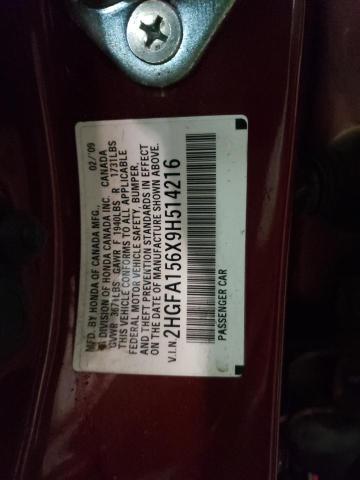 MFD. BY HONDA OF CANADA MFG., 02/'09
A DIVISION OF HONDA CANADA INC. CANADA
GVWR 3671LBS GAWR F 1940LBS R 1731LBS
THIS VEHICLE CONFORMS TO ALL APPLICABLE
FEDERAL MOTOR VEHICLE SAFETY, BUMPER,
AND THEFT PREVENTION STANDARDS IN EFFECT
ON THE DATE OF MANUFACTURE SHOWN ABOVE.
V.I.N. 2HGFA156X9H514216
PASSENGER CAR